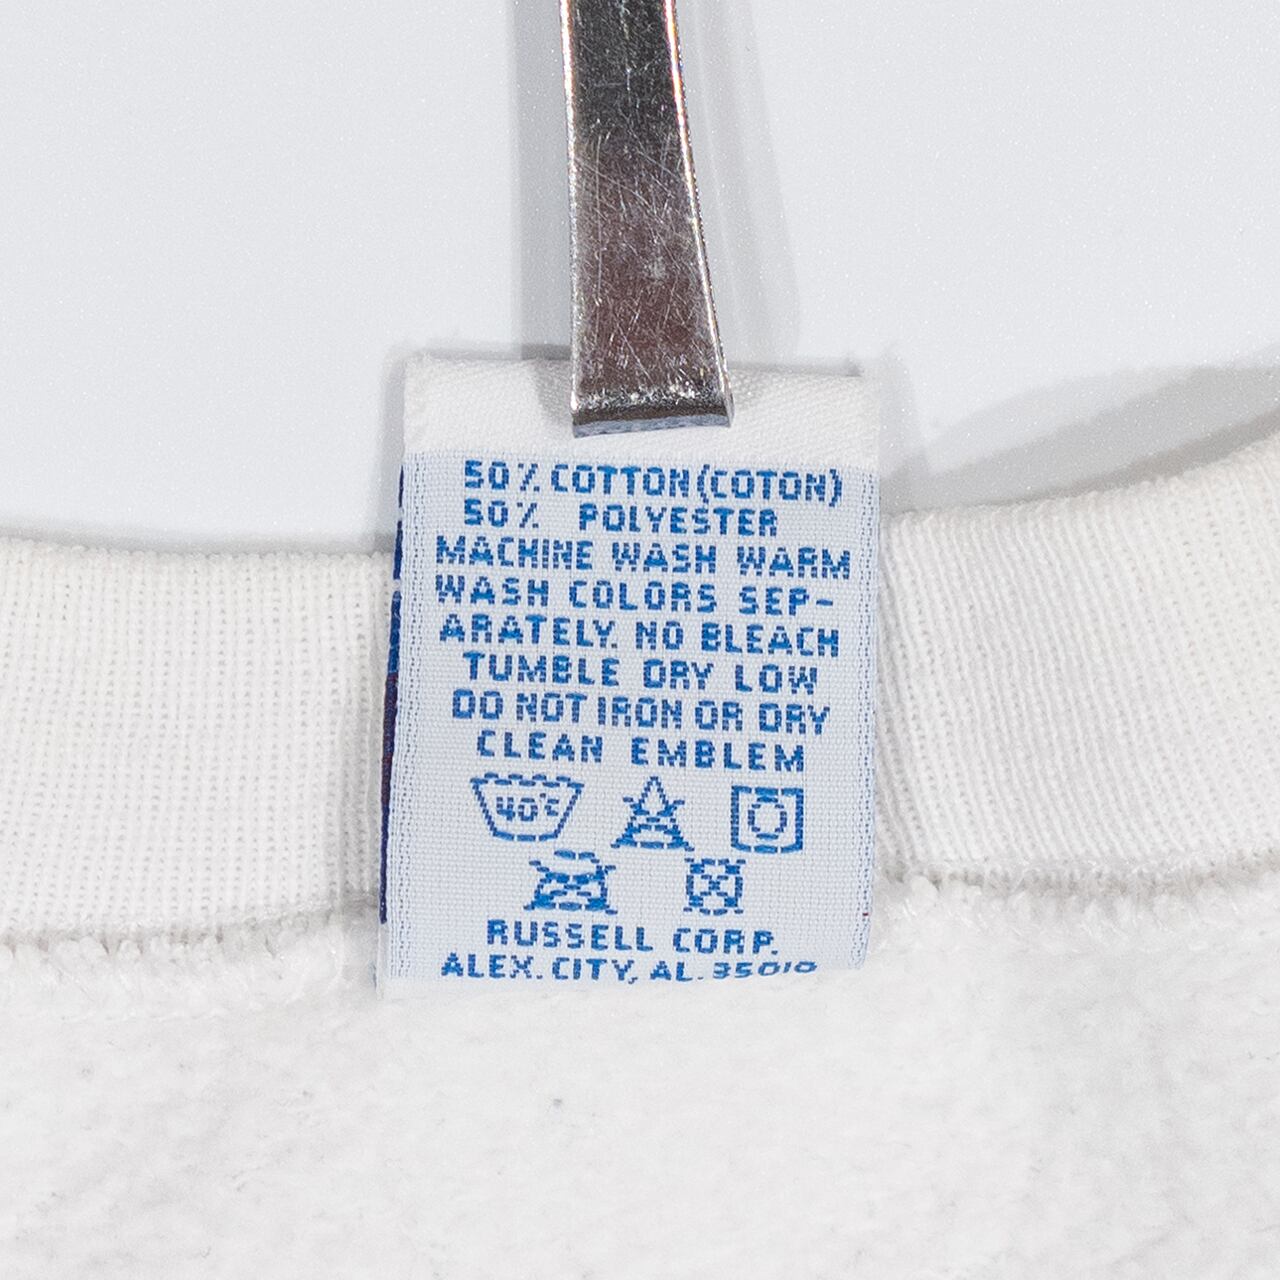 50% COTTON (COTON)
50% POLYESTER
MACHINE WASH WARM
WASH COLORS SEP-
ARATELY. NO BLEACH
TUMBLE DRY LOW
DO NOT IRON OR DRY
CLEAN EMBLEM
40°C
RUSSELL CORP.
ALEX. CITY, AL. 35010